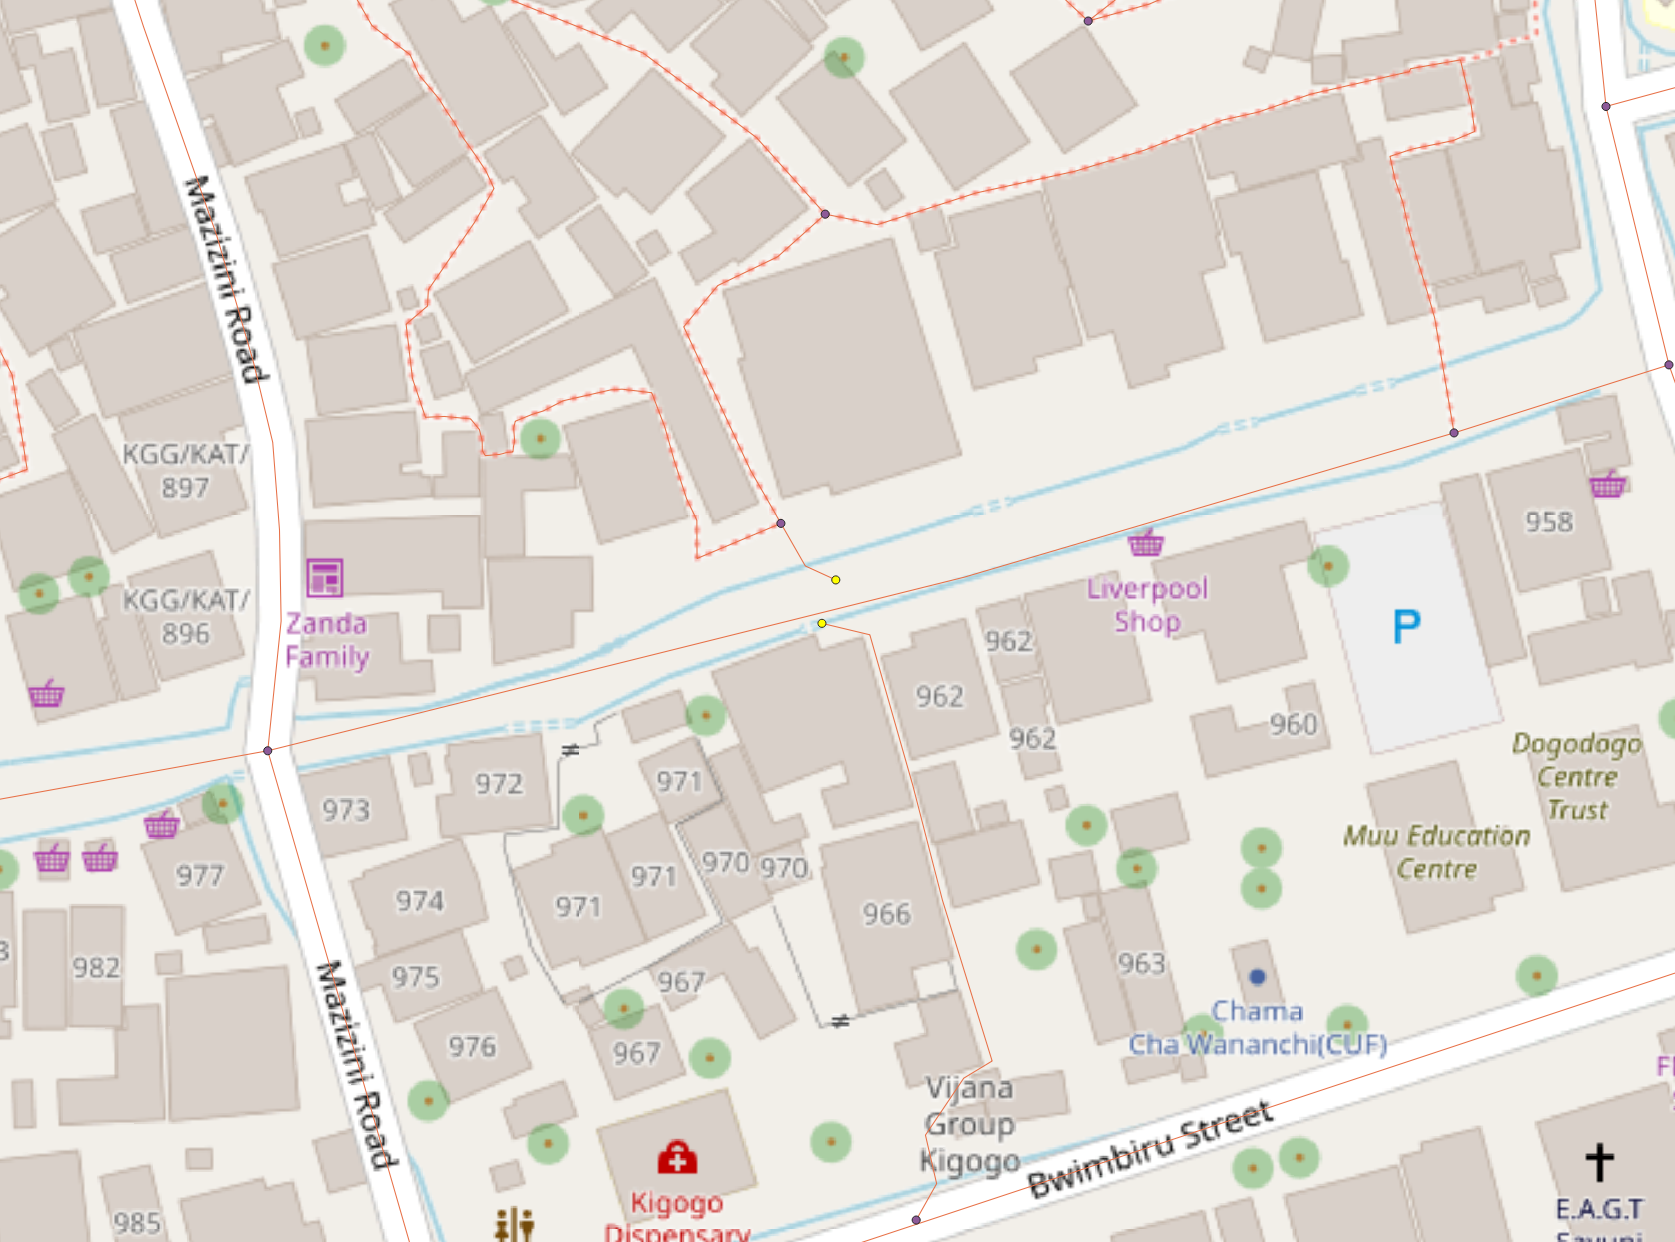 Mazizini Road
KGG/KAT/
897
KGG/KAT/
896
Zanda
Family
Liverpool
Shop
958
P
962
962
962
960
Dogodogo
Centre
Trust
Muu Education
Centre
973
972
971
971
971
970
970
977
974
966
982
975
967
967
976
963
Chama
Cha Wananchi(CUF)
Mazizini Road
Vijana
Group
Kigogo
Bwimbiru Street
Kigogo
Dispensary
985
E.A.G.T